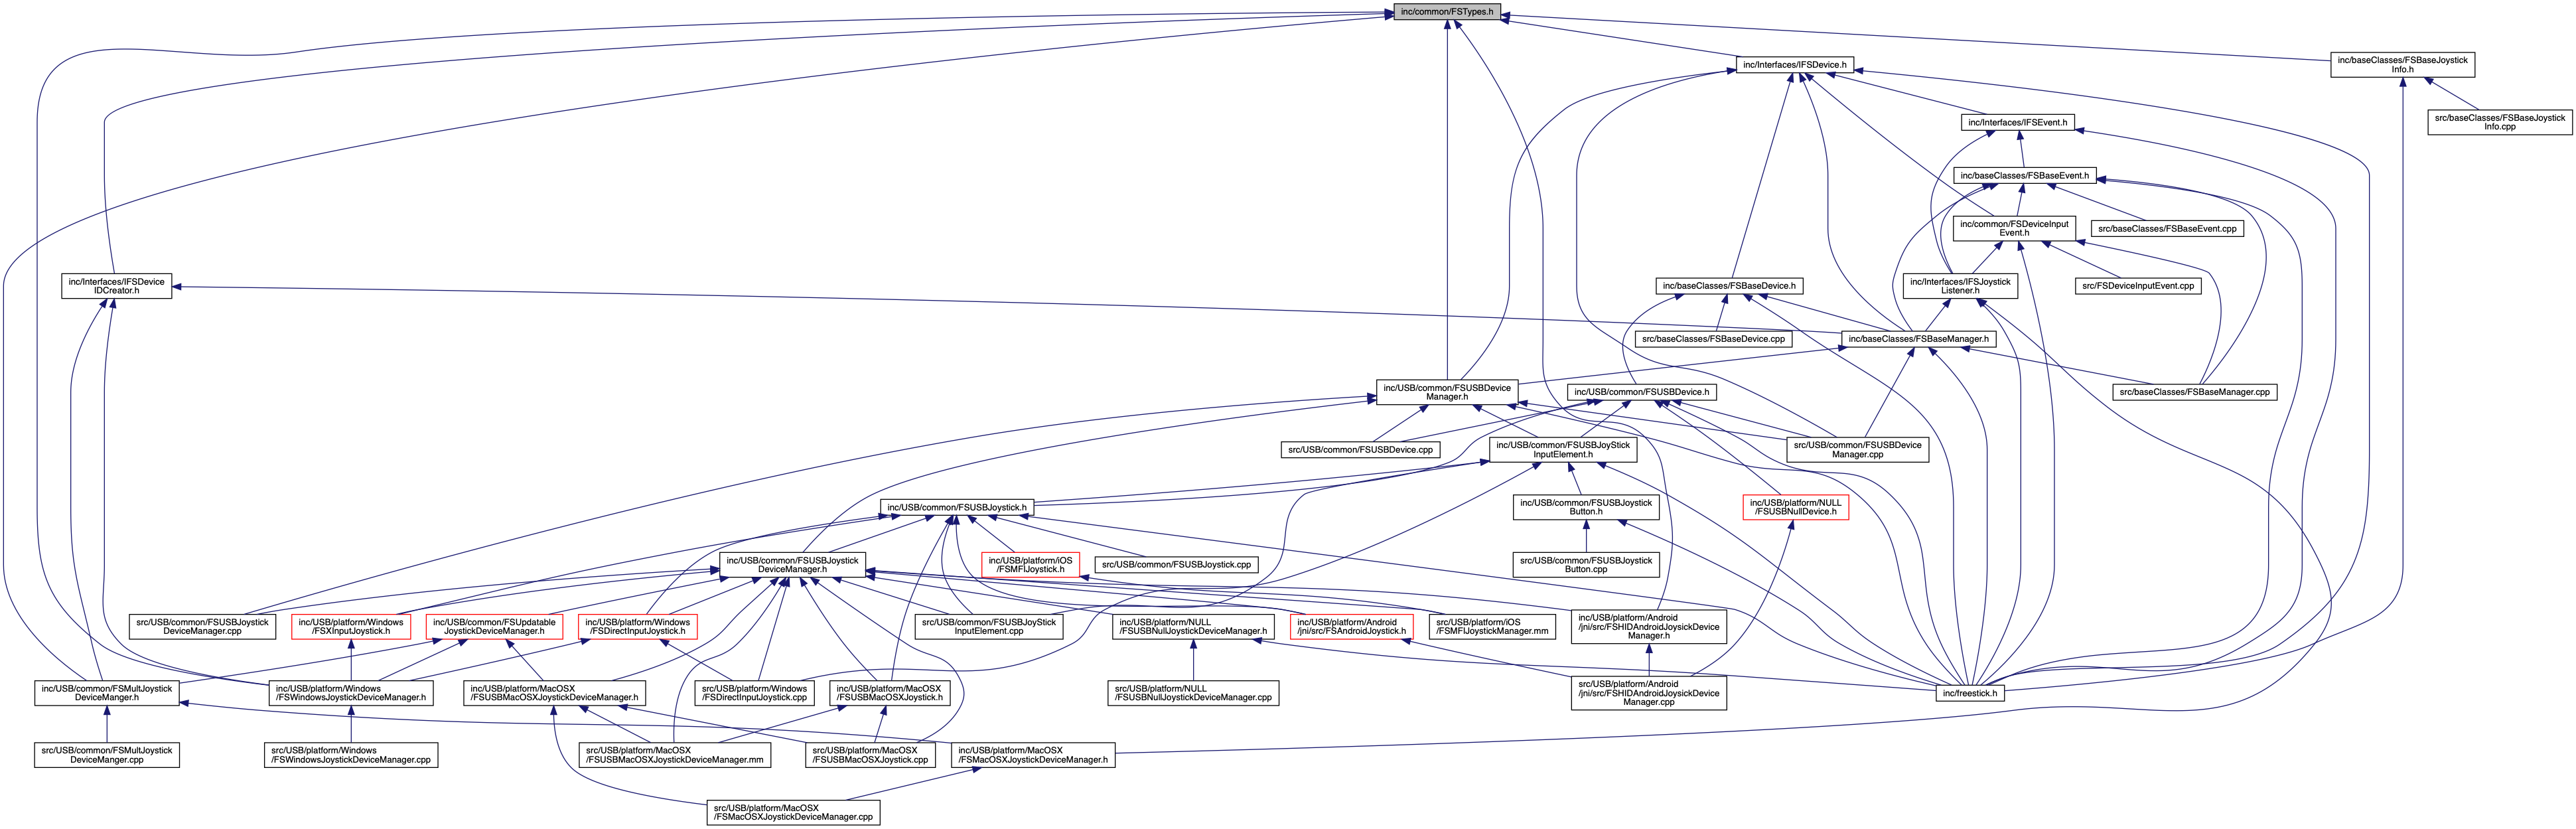 inc/common/FSTypes.h
inc/Interfaces/IFSDevice.h
inc/baseClasses/FSBaseJoystick
Info.h
inc/Interfaces/IFSEvent.h
src/baseClasses/FSBaseJoystick
Info.cpp
inc/baseClasses/FSBaseEvent.h
inc/common/FSDeviceInput
Event.h
src/baseClasses/FSBaseEvent.cpp
inc/Interfaces/IFSDevice
IDCreator.h
inc/baseClasses/FSBaseDevice.h
inc/Interfaces/IFSJoystick
Listener.h
src/FSDeviceInputEvent.cpp
src/baseClasses/FSBaseDevice.cpp
inc/baseClasses/FSBaseManager.h
inc/USB/common/FSUSBDevice
Manager.h
inc/USB/common/FSUSBDevice.h
src/baseClasses/FSBaseManager.cpp
src/USB/common/FSUSBDevice.cpp
inc/USB/common/FSUSBJoyStick
InputElement.h
src/USB/common/FSUSBDevice
Manager.cpp
inc/USB/common/FSUSBJoystick.h
inc/USB/common/FSUSBJoystick
Button.h
inc/USB/platform/NULL
/FSUSBNullDevice.h
inc/USB/common/FSUSBJoystick
DeviceManager.h
inc/USB/platform/iOS
/FSMFIJoystick.h
src/USB/common/FSUSBJoystick.cpp
src/USB/common/FSUSBJoystick
Button.cpp
src/USB/common/FSUSBJoystick
DeviceManager.cpp
inc/USB/platform/Windows
/FSXInputJoystick.h
inc/USB/common/FSUpdatable
JoystickDeviceManager.h
inc/USB/platform/Windows
/FSDirectInputJoystick.h
src/USB/common/FSUSBJoyStick
InputElement.cpp
inc/USB/platform/NULL
/FSUSBNullJoystickDeviceManager.h
inc/USB/platform/Android
/jni/src/FSAndroidJoystick.h
src/USB/platform/iOS
/FSMFIJoystickManager.mm
inc/USB/platform/Android
/jni/src/FSHIDAndroidJoysickDevice
Manager.h
inc/USB/common/FSMultJoystick
DeviceManager.h
inc/USB/platform/Windows
/FSWindowsJoystickDeviceManager.h
inc/USB/platform/MacOSX
/FSUSBMacOSXJoystickDeviceManager.h
src/USB/platform/Windows
/FSDirectInputJoystick.cpp
inc/USB/platform/MacOSX
/FSUSBMacOSXJoystick.h
src/USB/platform/NULL
/FSUSBNullJoystickDeviceManager.cpp
src/USB/platform/Android
/jni/src/FSHIDAndroidJoysickDevice
Manager.cpp
inc/freestick.h
src/USB/common/FSMultJoystick
DeviceManger.cpp
src/USB/platform/Windows
/FSWindowsJoystickDeviceManager.cpp
src/USB/platform/MacOSX
/FSUSBMacOSXJoystickDeviceManager.mm
src/USB/platform/MacOSX
/FSUSBMacOSXJoystick.cpp
inc/USB/platform/MacOSX
/FSMacOSXJoystickDeviceManager.h
src/USB/platform/MacOSX
/FSMacOSXJoystickDeviceManager.cpp